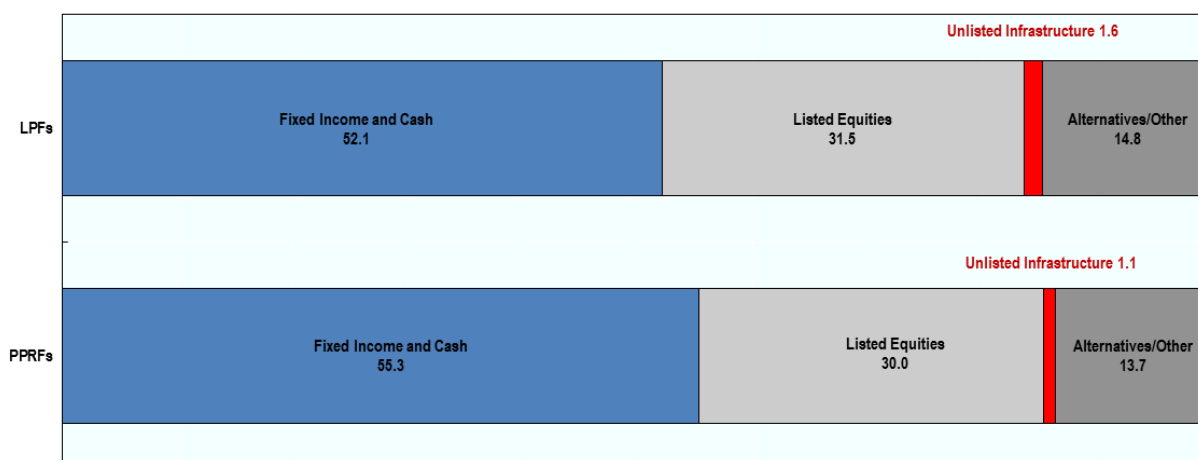 Unlisted Infrastructure 1.6
LPFs
Fixed Income and Cash
52.1
Listed Equities
31.5
Alternatives/Other
14.8
Unlisted Infrastructure 1.1
PPRFs
Fixed Income and Cash
55.3
Listed Equities
30.0
Alternatives/Other
13.7